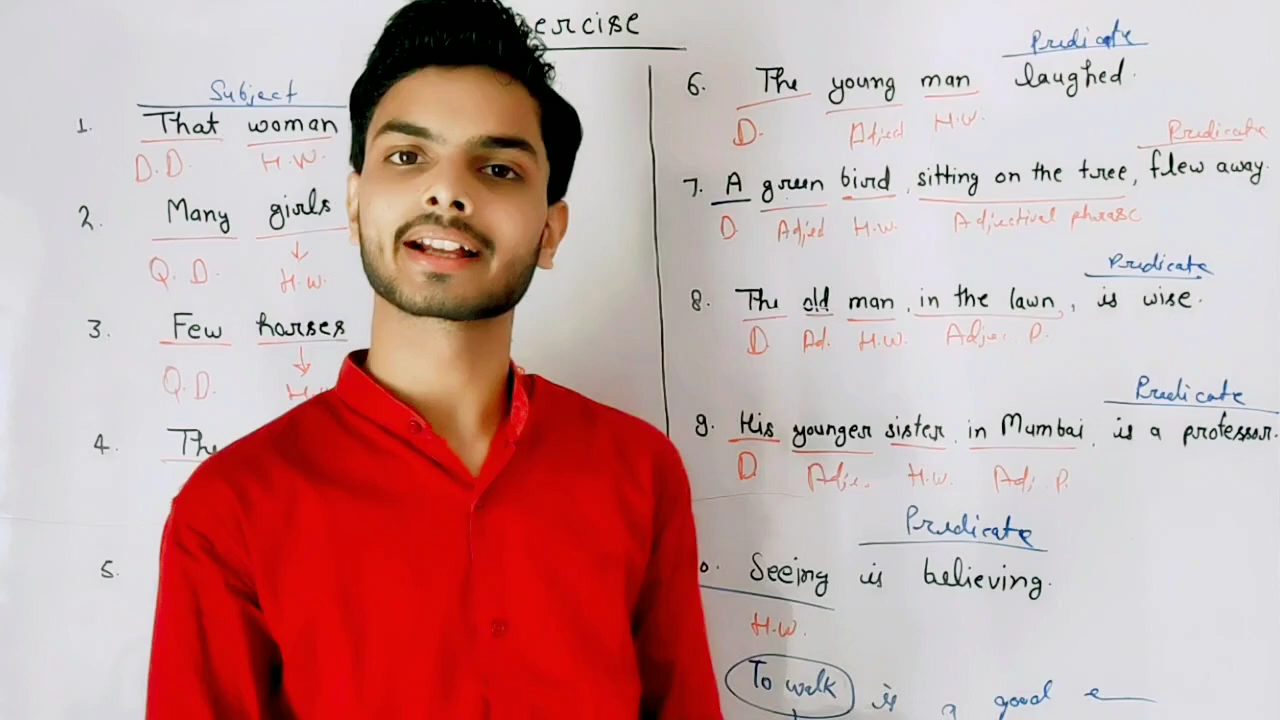 ercise
Subject
1. That woman
D.D. H.W.
2. Many girls
Q.D. H.W.
3. Few horses
Q.D.
4. The
5.
Predicate
6. The young man laughed.
D. Adjed H.W.
Predicate
7. A green bird, sitting on the tree, flew away.
D Adjed H.W. Adjectival phrase
Predicate
8. The old man, in the lawn, is wise.
D Ad. H.W. Adje. P.
Predicate
9. His younger sister, in Mumbai, is a professor.
D Adje. H.W. Adj. P.
Predicate
0. Seeing is believing.
H.W.
To walk is a good e